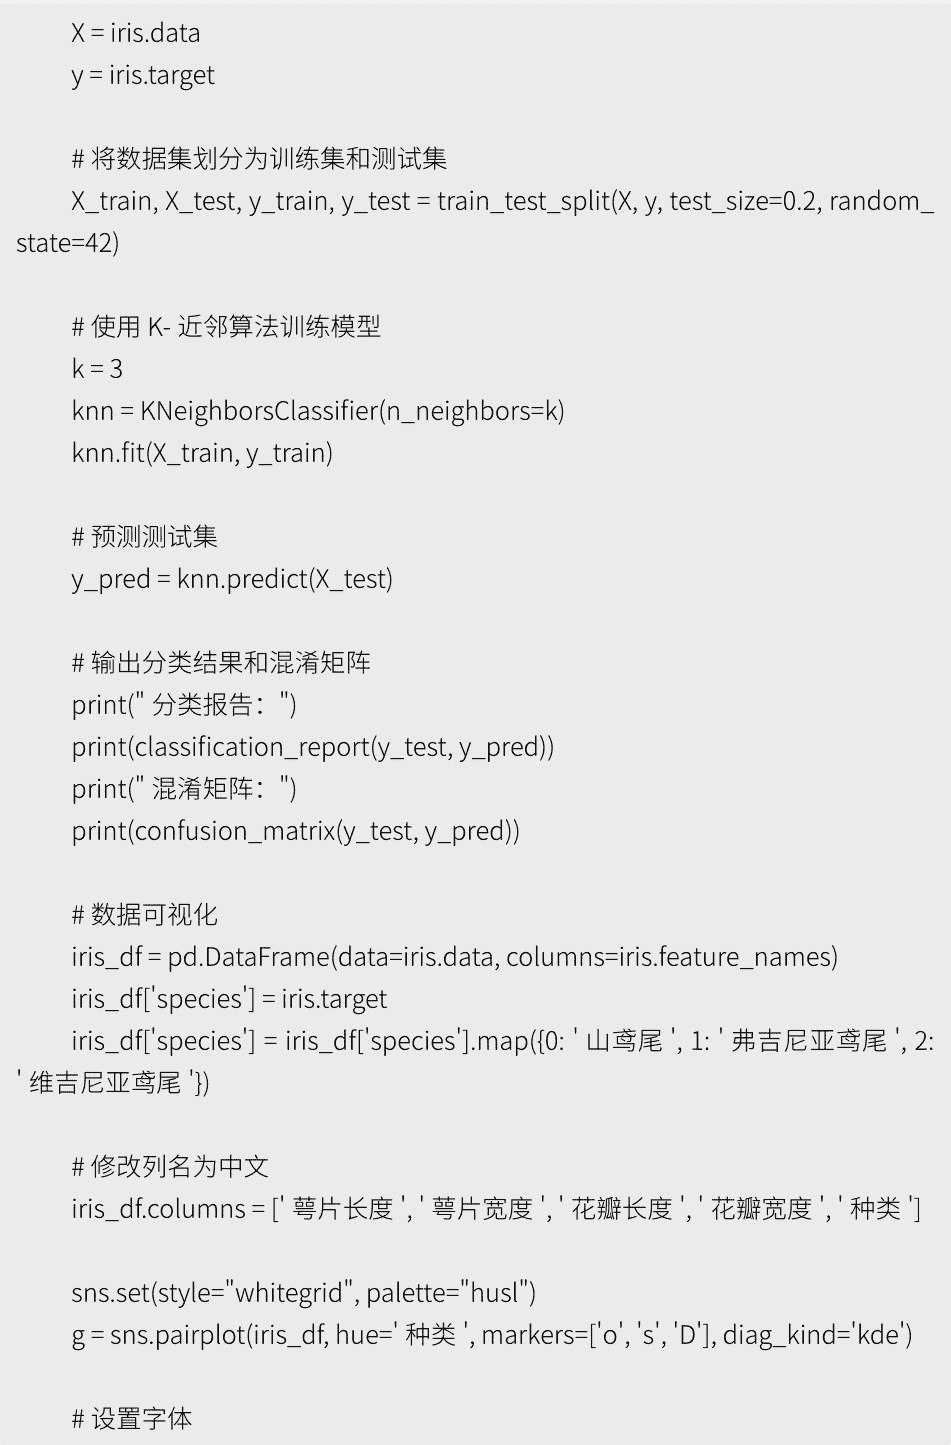 X = iris.data
y = iris.target
# 将数据集划分为训练集和测试集
X_train, X_test, y_train, y_test = train_test_split(X, y, test_size=0.2, random_
state=42)
# 使用 K- 近邻算法训练模型
k = 3
knn = KNeighborsClassifier(n_neighbors=k)
knn.fit(X_train, y_train)
# 预测测试集
y_pred = knn.predict(X_test)
# 输出分类结果和混淆矩阵
print(" 分类报告：")
print(classification_report(y_test, y_pred))
print(" 混淆矩阵：")
print(confusion_matrix(y_test, y_pred))
# 数据可视化
iris_df = pd.DataFrame(data=iris.data, columns=iris.feature_names)
iris_df['species'] = iris.target
iris_df['species'] = iris_df['species'].map({0: ' 山鸢尾 ', 1: ' 弗吉尼亚鸢尾 ', 2:
' 维吉尼亚鸢尾 '})
# 修改列名为中文
iris_df.columns = [' 萼片长度 ', ' 萼片宽度 ', ' 花瓣长度 ', ' 花瓣宽度 ', ' 种类 ']
sns.set(style="whitegrid", palette="husl")
g = sns.pairplot(iris_df, hue=' 种类 ', markers=['o', 's', 'D'], diag_kind='kde')
# 设置字体